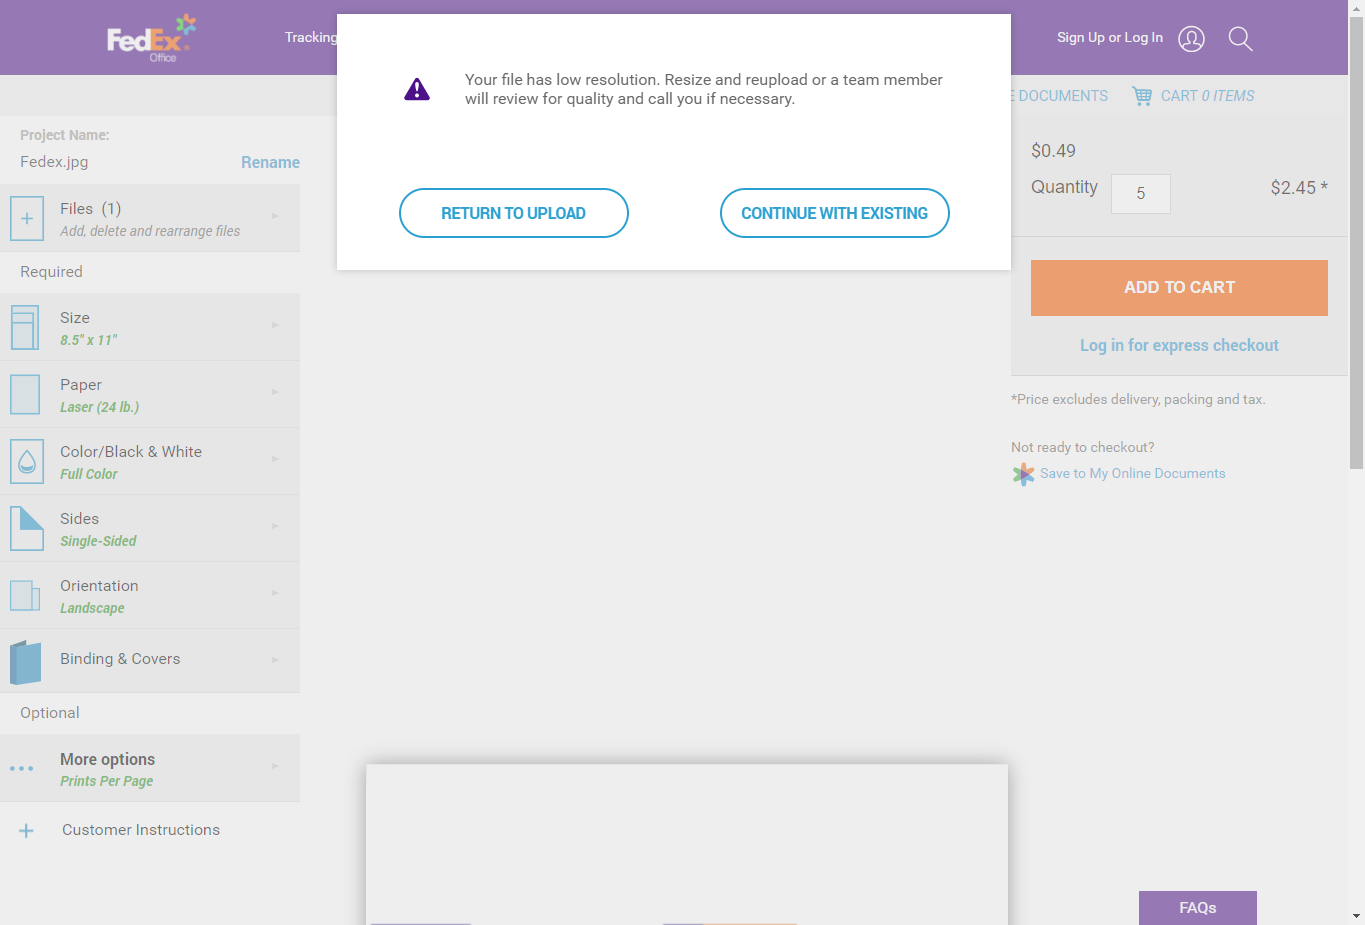 FedEx®
Office
Tracking
Sign Up or Log In
Your file has low resolution. Resize and reupload or a team member
will review for quality and call you if necessary.
RETURN TO UPLOAD
CONTINUE WITH EXISTING
DOCUMENTS
CART 0 ITEMS
Project Name:
Fedex.jpg
Rename
Files (1)
Add, delete and rearrange files
Required
Size
8.5" x 11"
Paper
Laser (24 lb.)
Color/Black & White
Full Color
Sides
Single-Sided
Orientation
Landscape
Binding & Covers
Optional
More options
Prints Per Page
Customer Instructions
$0.49
Quantity
5
$2.45 *
ADD TO CART
Log in for express checkout
*Price excludes delivery, packing and tax.
Not ready to checkout?
Save to My Online Documents
FAQs